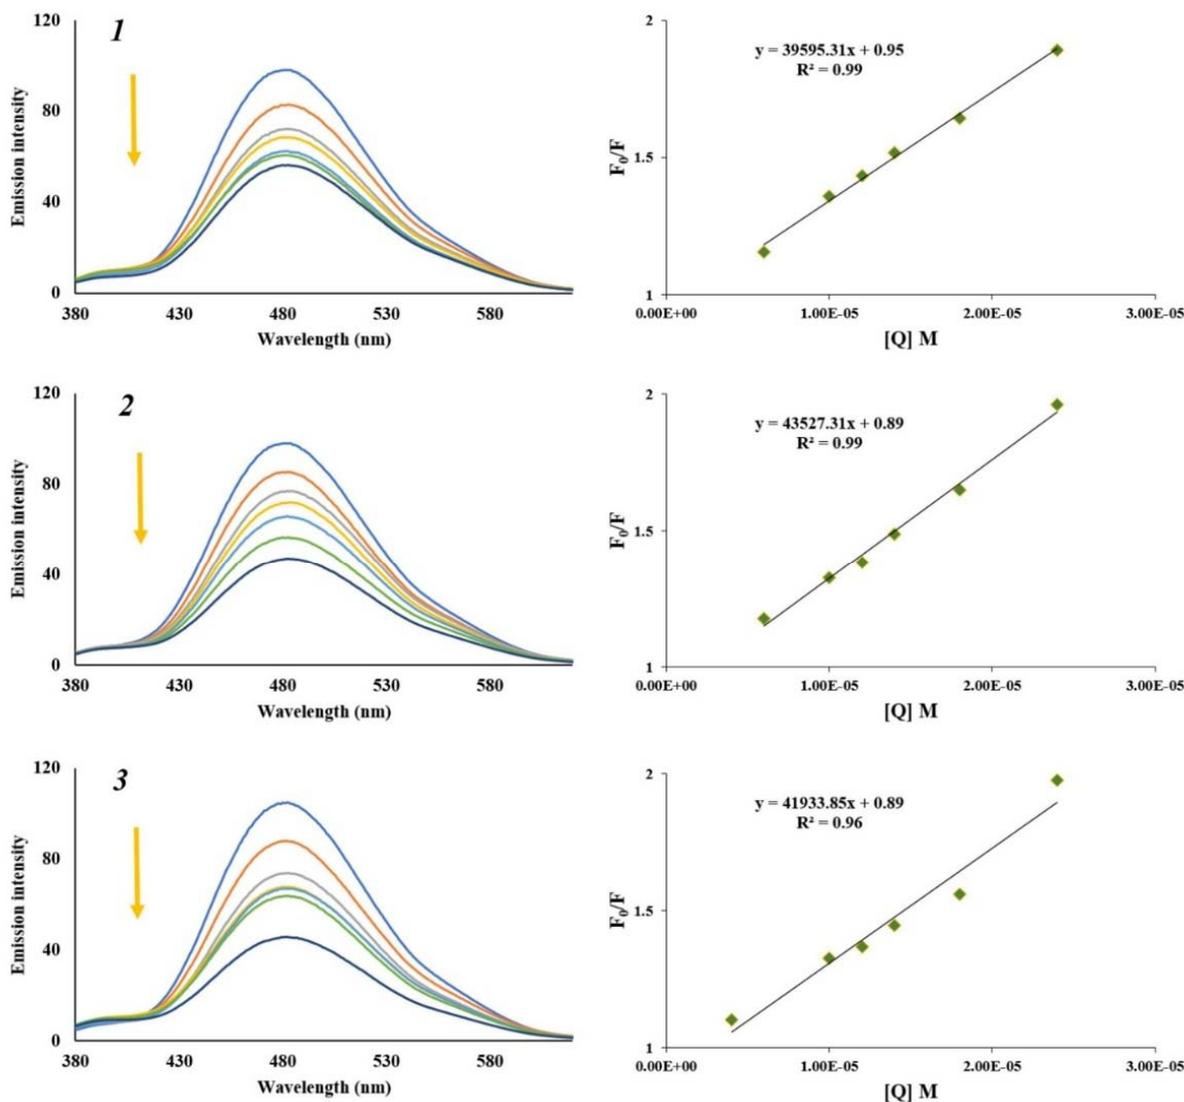 1
120
80
40
0
380 430 480 530 580
Emission intensity
Wavelength (nm)
y = 39595.31x + 0.95
R² = 0.99
2
1.5
1
0.00E+00 1.00E-05 2.00E-05 3.00E-05
F₀/F
[Q] M
2
120
80
40
0
380 430 480 530 580
Emission intensity
Wavelength (nm)
y = 43527.31x + 0.89
R² = 0.99
2
1.5
1
0.00E+00 1.00E-05 2.00E-05 3.00E-05
F₀/F
[Q] M
3
120
80
40
0
380 430 480 530 580
Emission intensity
Wavelength (nm)
y = 41933.85x + 0.89
R² = 0.96
2
1.5
1
0.00E+00 1.00E-05 2.00E-05 3.00E-05
F₀/F
[Q] M